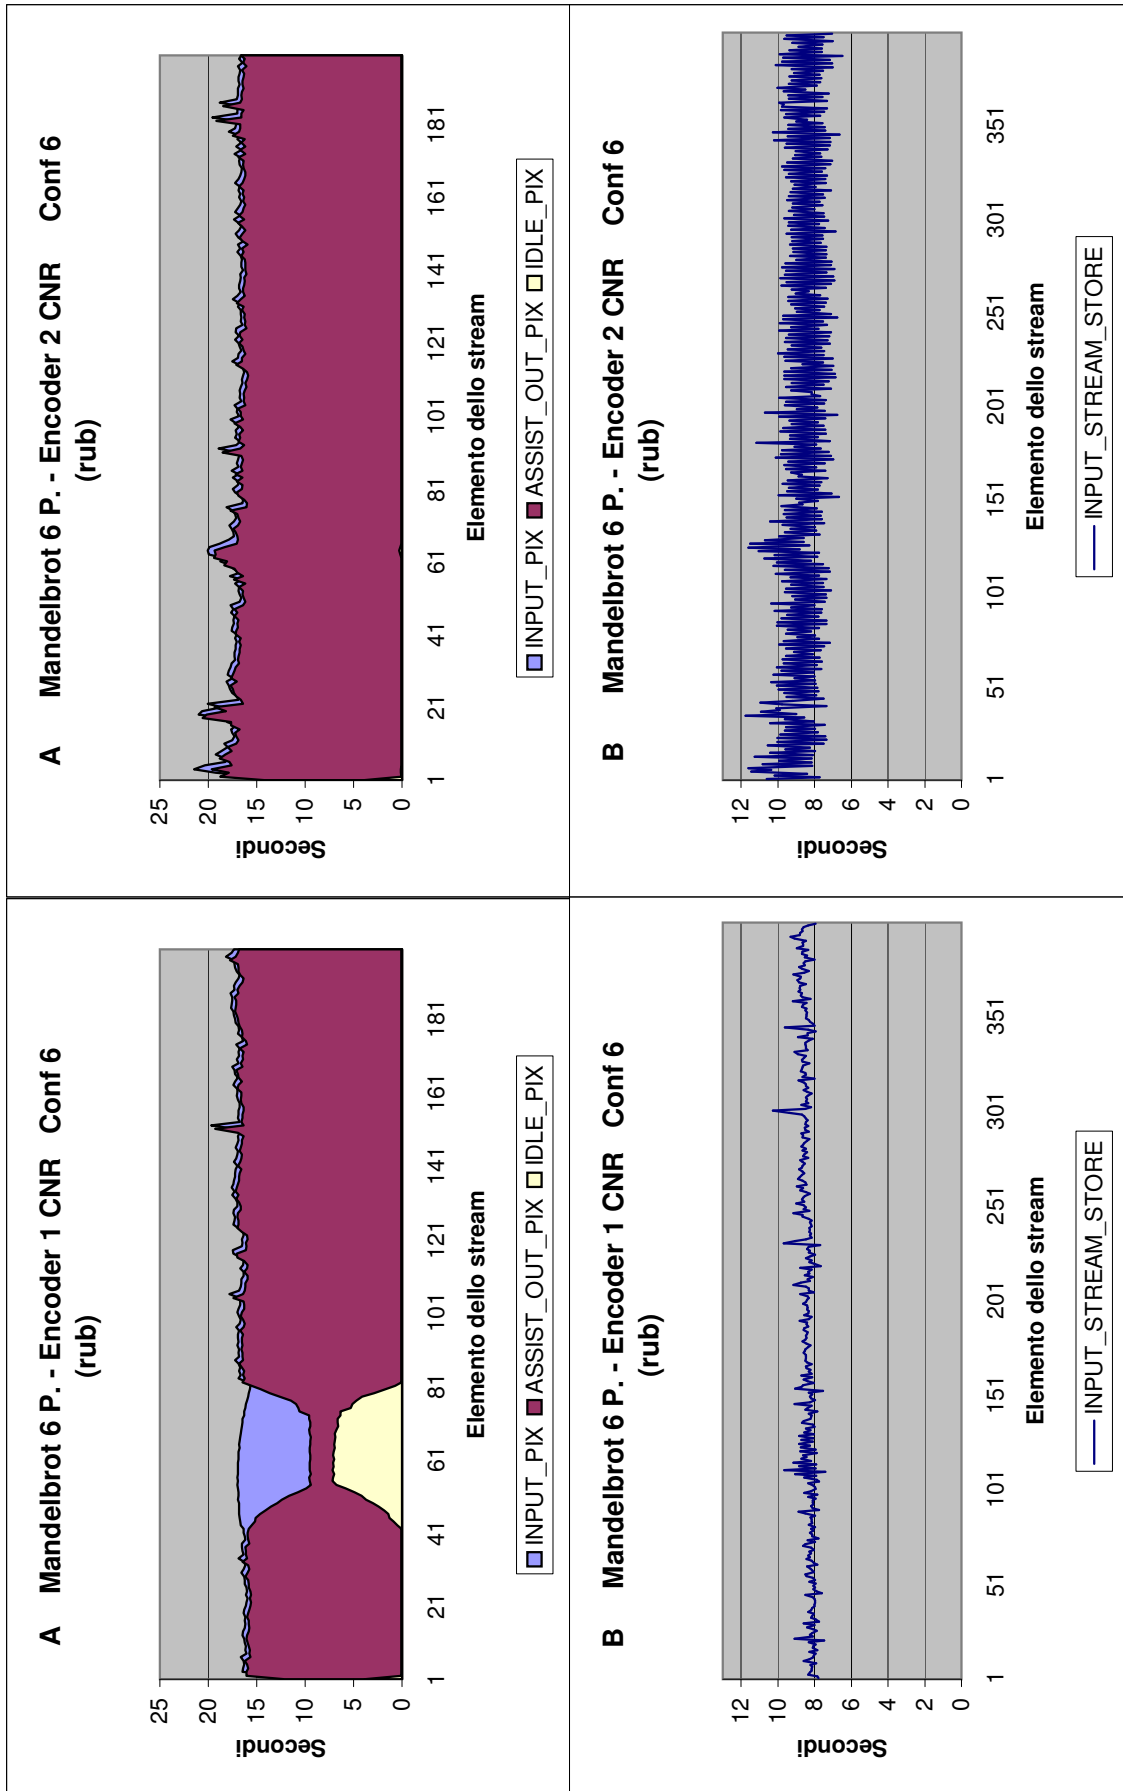 A Mandelbrot 6 P. - Encoder 1 CNR Conf 6
(rub)
25
20
15
10
5
0
Secondi
1 21 41 61 81 101 121 141 161 181
Elemento dello stream
INPUT_PIX ASSIST_OUT_PIX IDLE_PIX
A Mandelbrot 6 P. - Encoder 2 CNR Conf 6
(rub)
25
20
15
10
5
0
Secondi
1 21 41 61 81 101 121 141 161 181
Elemento dello stream
INPUT_PIX ASSIST_OUT_PIX IDLE_PIX
B Mandelbrot 6 P. - Encoder 1 CNR Conf 6
(rub)
12
10
8
6
4
2
0
Secondi
1 51 101 151 201 251 301 351
Elemento dello stream
INPUT_STREAM_STORE
B Mandelbrot 6 P. - Encoder 2 CNR Conf 6
(rub)
12
10
8
6
4
2
0
Secondi
1 51 101 151 201 251 301 351
Elemento dello stream
INPUT_STREAM_STORE